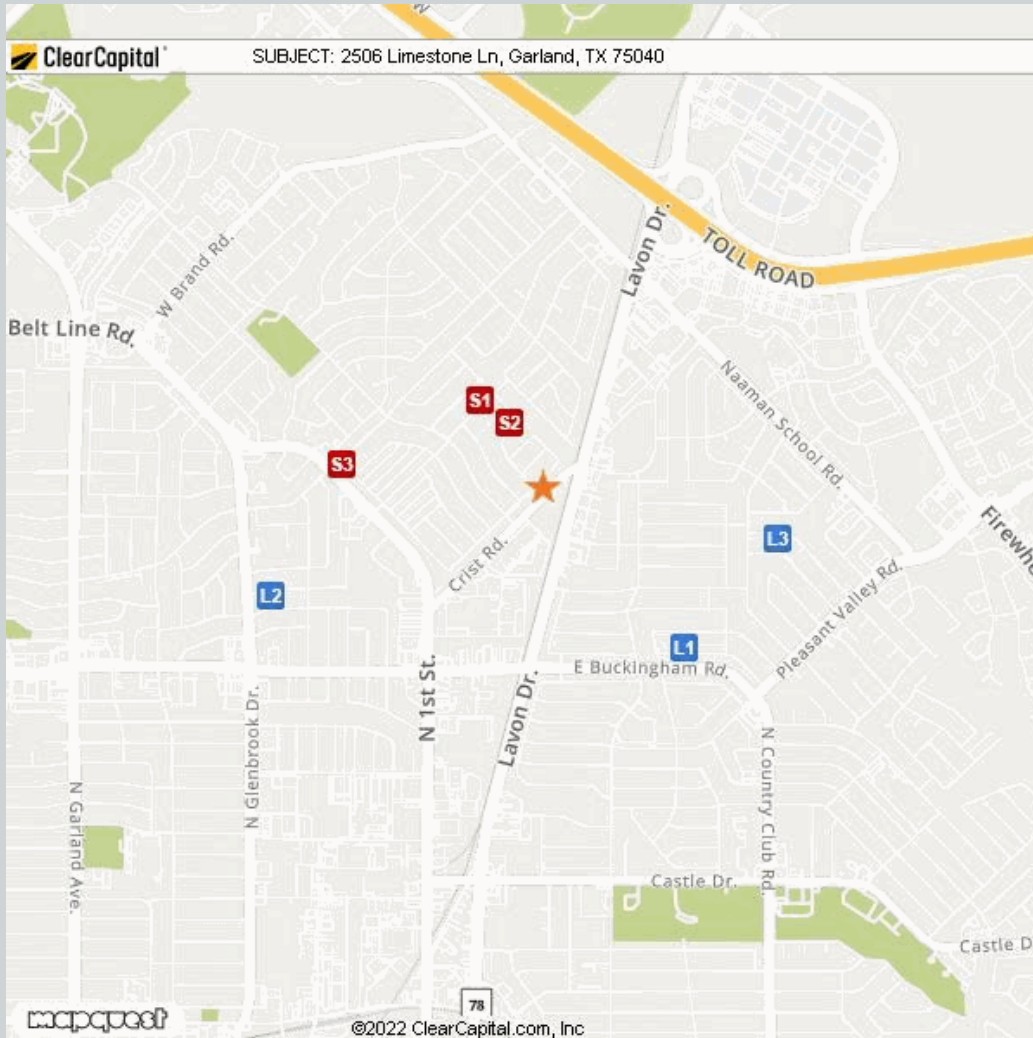 ClearCapital
SUBJECT: 2506 Limestone Ln, Garland, TX 75040
W
Lavon Dr.
TOLL ROAD
W Brand Rd.
Belt Line Rd.
Naaman School Rd.
S1
S2
S3
Crist Rd.
L3
Firewhe
L2
Pleasant Valley Rd.
L1
E Buckingham Rd.
N 1st St.
Lavon Dr.
N Glenbrook Dr.
N Garland Ave.
N Country Club Rd.
Castle Dr.
Castle D
78
mapquest
©2022 ClearCapital.com, Inc